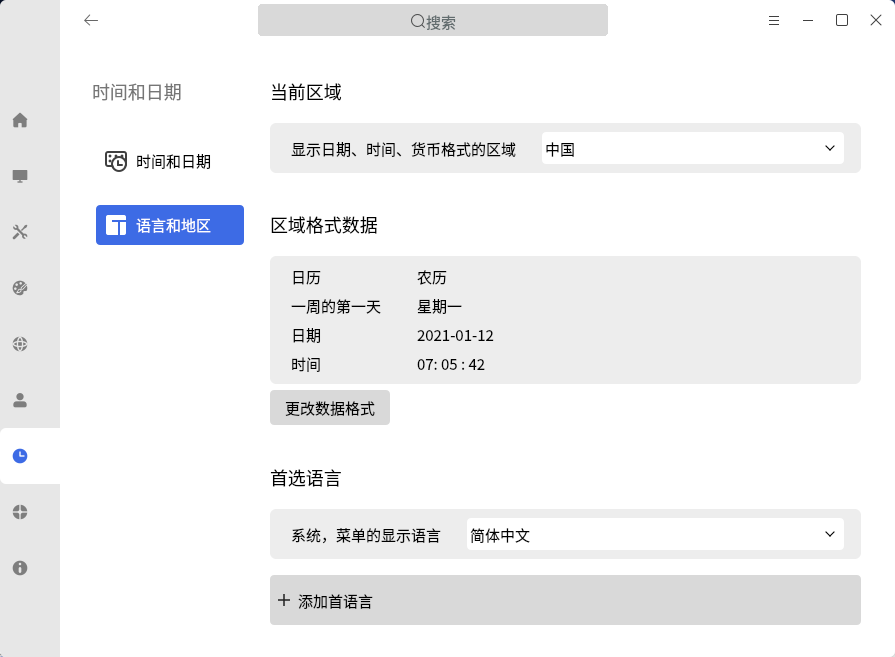 搜索
时间和日期
时间和日期
语言和地区
当前区域
显示日期、时间、货币格式的区域 中国
区域格式数据
日历 农历
一周的第一天 星期一
日期 2021-01-12
时间 07: 05 : 42
更改数据格式
首选语言
系统，菜单的显示语言 简体中文
+ 添加首语言